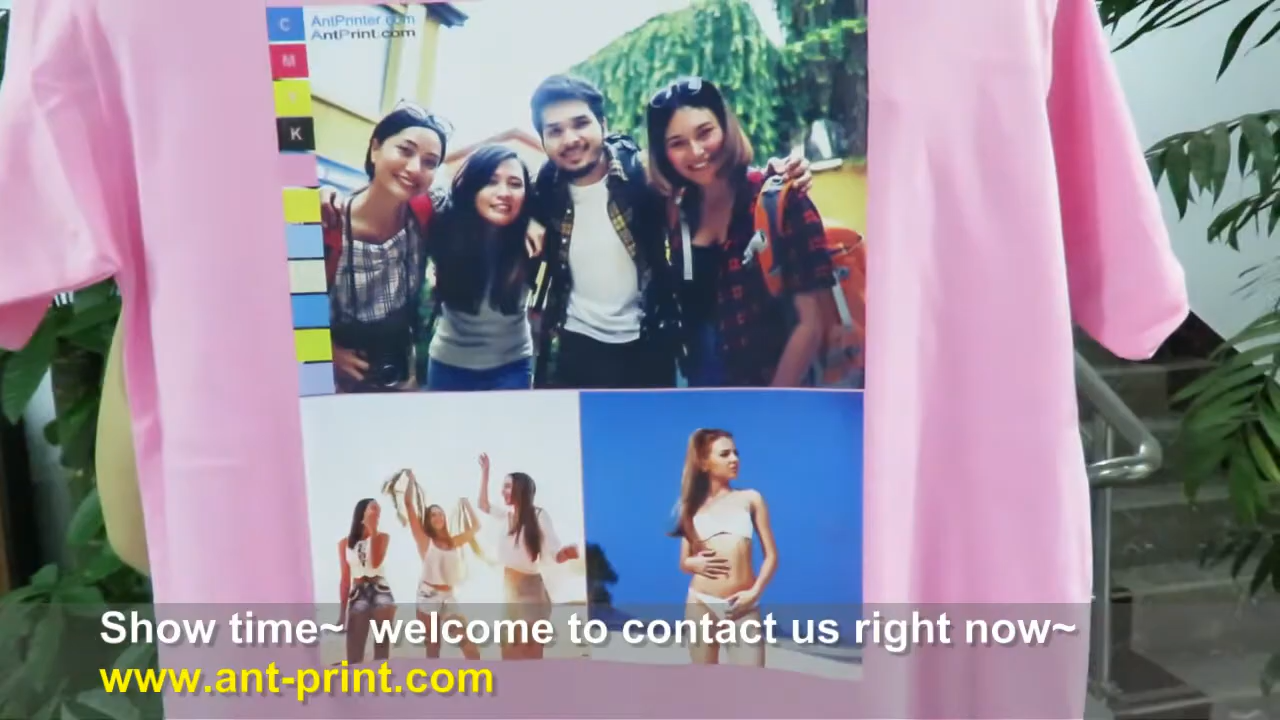 C
AntPrinter.com
AntPrint.com
M
Y
K
Show time~ welcome to contact us right now~
www.ant-print.com